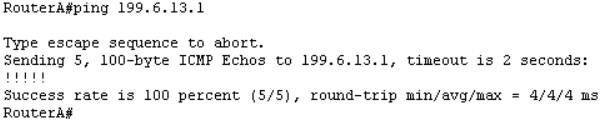 RouterA#ping 199.6.13.1
Type escape sequence to abort.
Sending 5, 100-byte ICMP Echos to 199.6.13.1, timeout is 2 seconds:
!!!!!
Success rate is 100 percent (5/5), round-trip min/avg/max = 4/4/4 ms
RouterA#